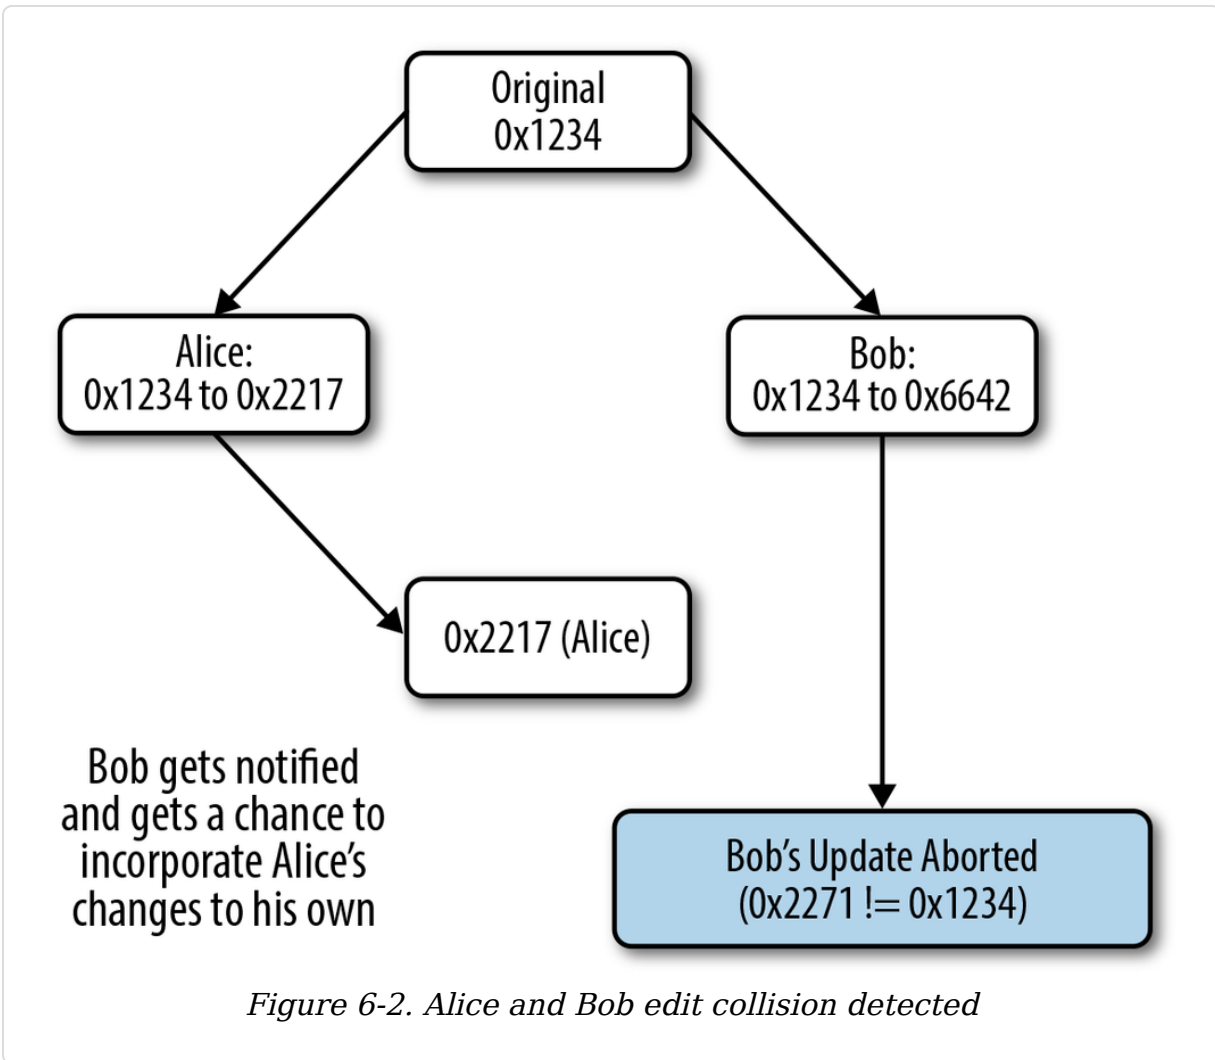 Original
0x1234
Alice:
0x1234 to 0x2217
Bob:
0x1234 to 0x6642
0x2217 (Alice)
Bob gets notified
and gets a chance to
incorporate Alice’s
changes to his own
Bob’s Update Aborted
(0x2271 != 0x1234)
Figure 6-2. Alice and Bob edit collision detected